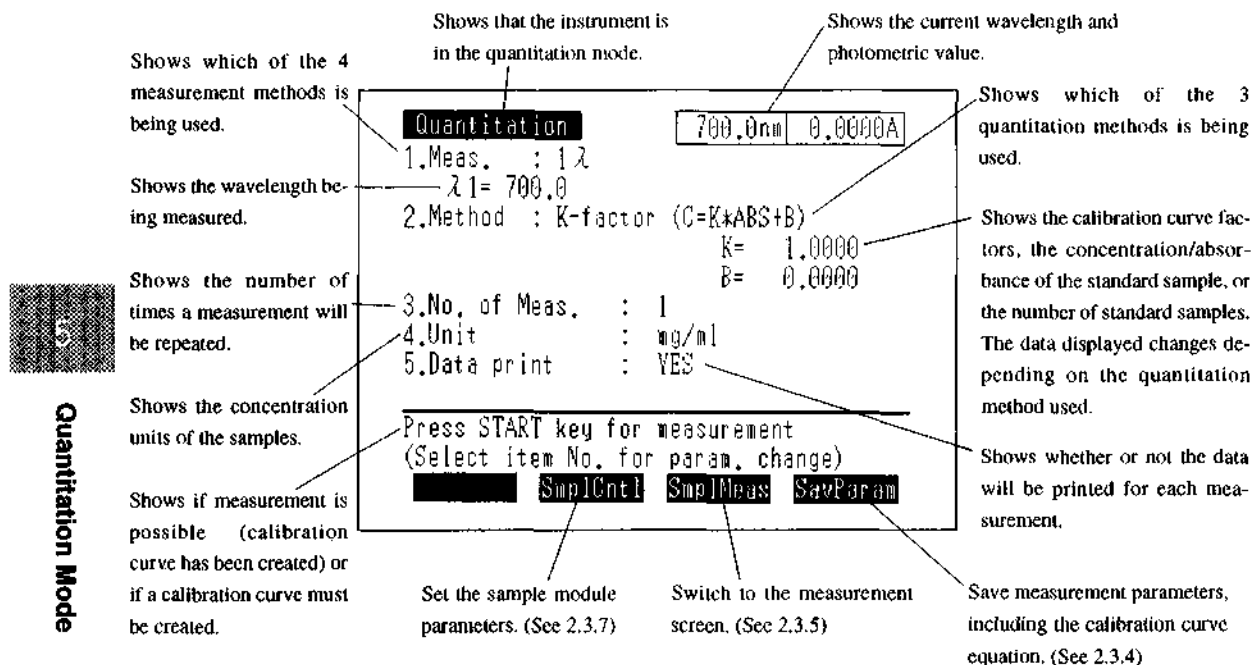 Shows that the instrument is
in the quantitation mode.
Shows the current wavelength and
photometric value.
Shows which of the 4
measurement methods is
being used.
Shows the wavelength be-
ing measured.
Shows the number of
times a measurement will
be repeated.
Shows the concentration
units of the samples.
Shows if measurement is
possible (calibration
curve has been created) or
if a calibration curve must
be created.
Quantitation
700.0nm 0.0000A
1.Meas. : 1λ
λ1= 700.0
2.Method : K-factor (C=K*ABS+B)
K= 1.0000
B= 0.0000
3.No. of Meas. : 1
4.Unit : mg/ml
5.Data print : YES
Press START key for measurement
(Select item No. for param. change)
SmplCntl SmplMeas SavParam
Shows which of the 3
quantitation methods is being
used.
Shows the calibration curve fac-
tors, the concentration/absor-
bance of the standard sample, or
the number of standard samples.
The data displayed changes de-
pending on the quantitation
method used.
Shows whether or not the data
will be printed for each mea-
surement.
Set the sample module
parameters. (See 2.3.7)
Switch to the measurement
screen. (See 2.3.5)
Save measurement parameters,
including the calibration curve
equation. (See 2.3.4)
5
Quantitation Mode